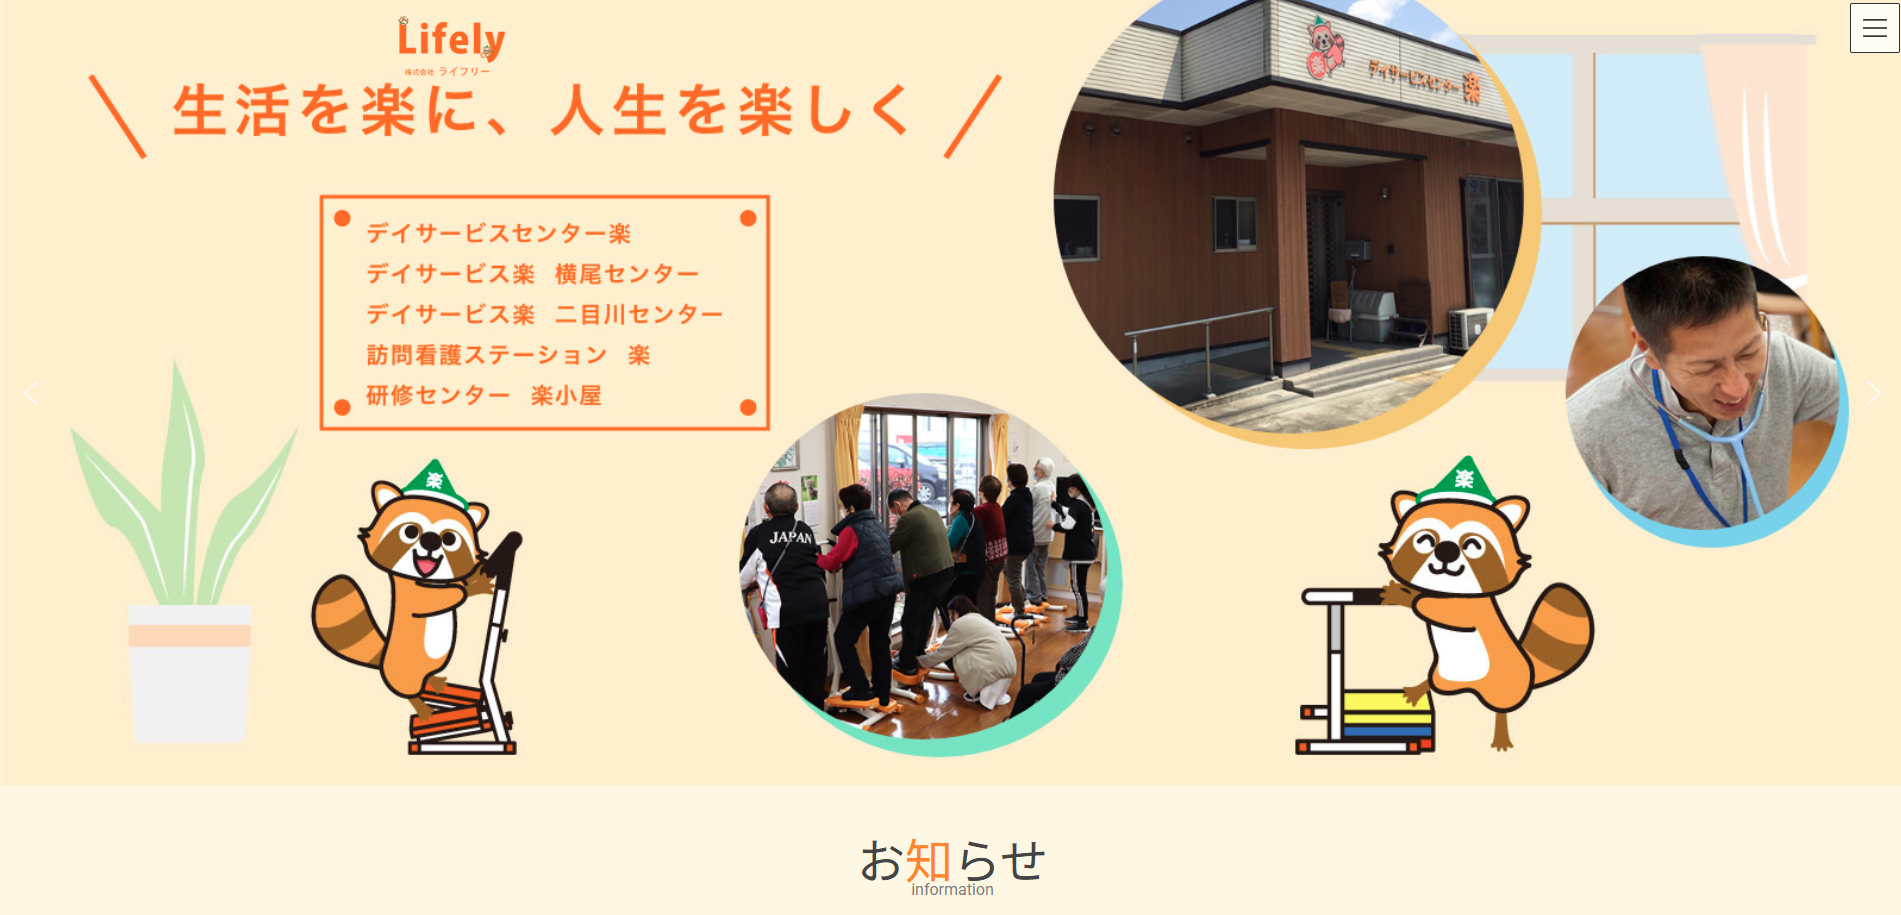 Lifely
株式会社 ライフリー
生活を楽に、人生を楽しく
デイサービスセンター楽
デイサービス楽 横尾センター
デイサービス楽 二目川センター
訪問看護ステーション 楽
研修センター 楽小屋
楽
デイサービスセンター 楽
JAPAN
楽
楽
お知らせ
information